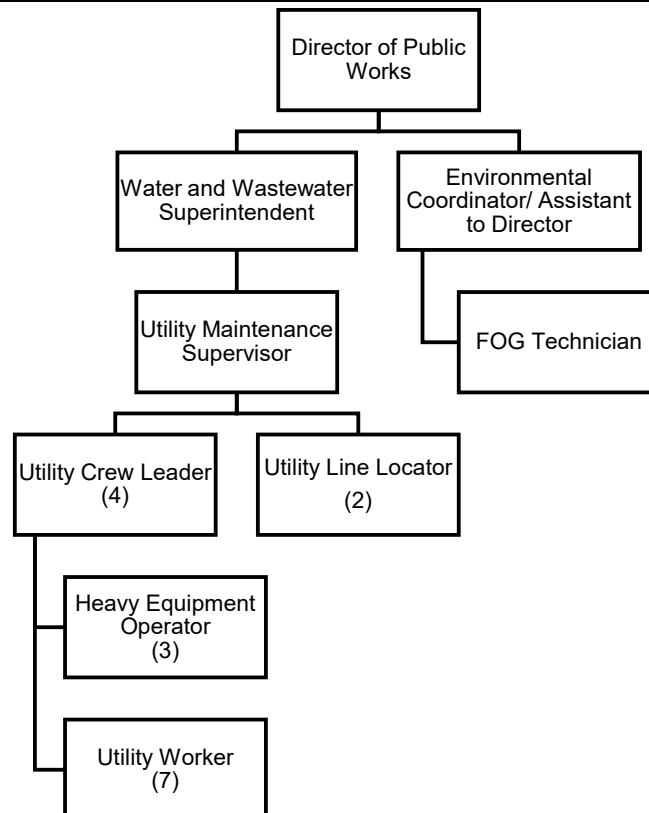 Director of Public
Works
Water and Wastewater
Superintendent
Environmental
Coordinator/ Assistant
to Director
Utility Maintenance
Supervisor
FOG Technician
Utility Crew Leader
(4)
Utility Line Locator
(2)
Heavy Equipment
Operator
(3)
Utility Worker
(7)